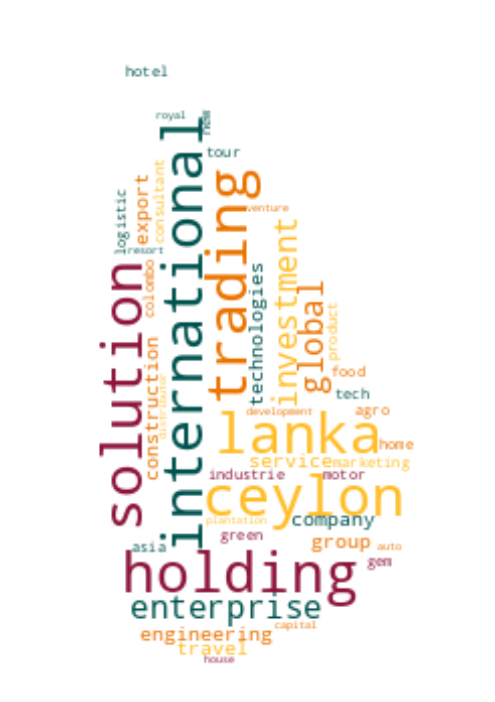 hotel
royal
new
international
tour
logistic
export
consultant
trading
venture
resort
colombo
solution
technologies
investment
global
product
construction
distributor
food
tech
development
agro
lanka
home
service
marketing
industrie
motor
ceylon
plantation
company
green
group
asia
auto
holding
gem
enterprise
capital
engineering
travel
house